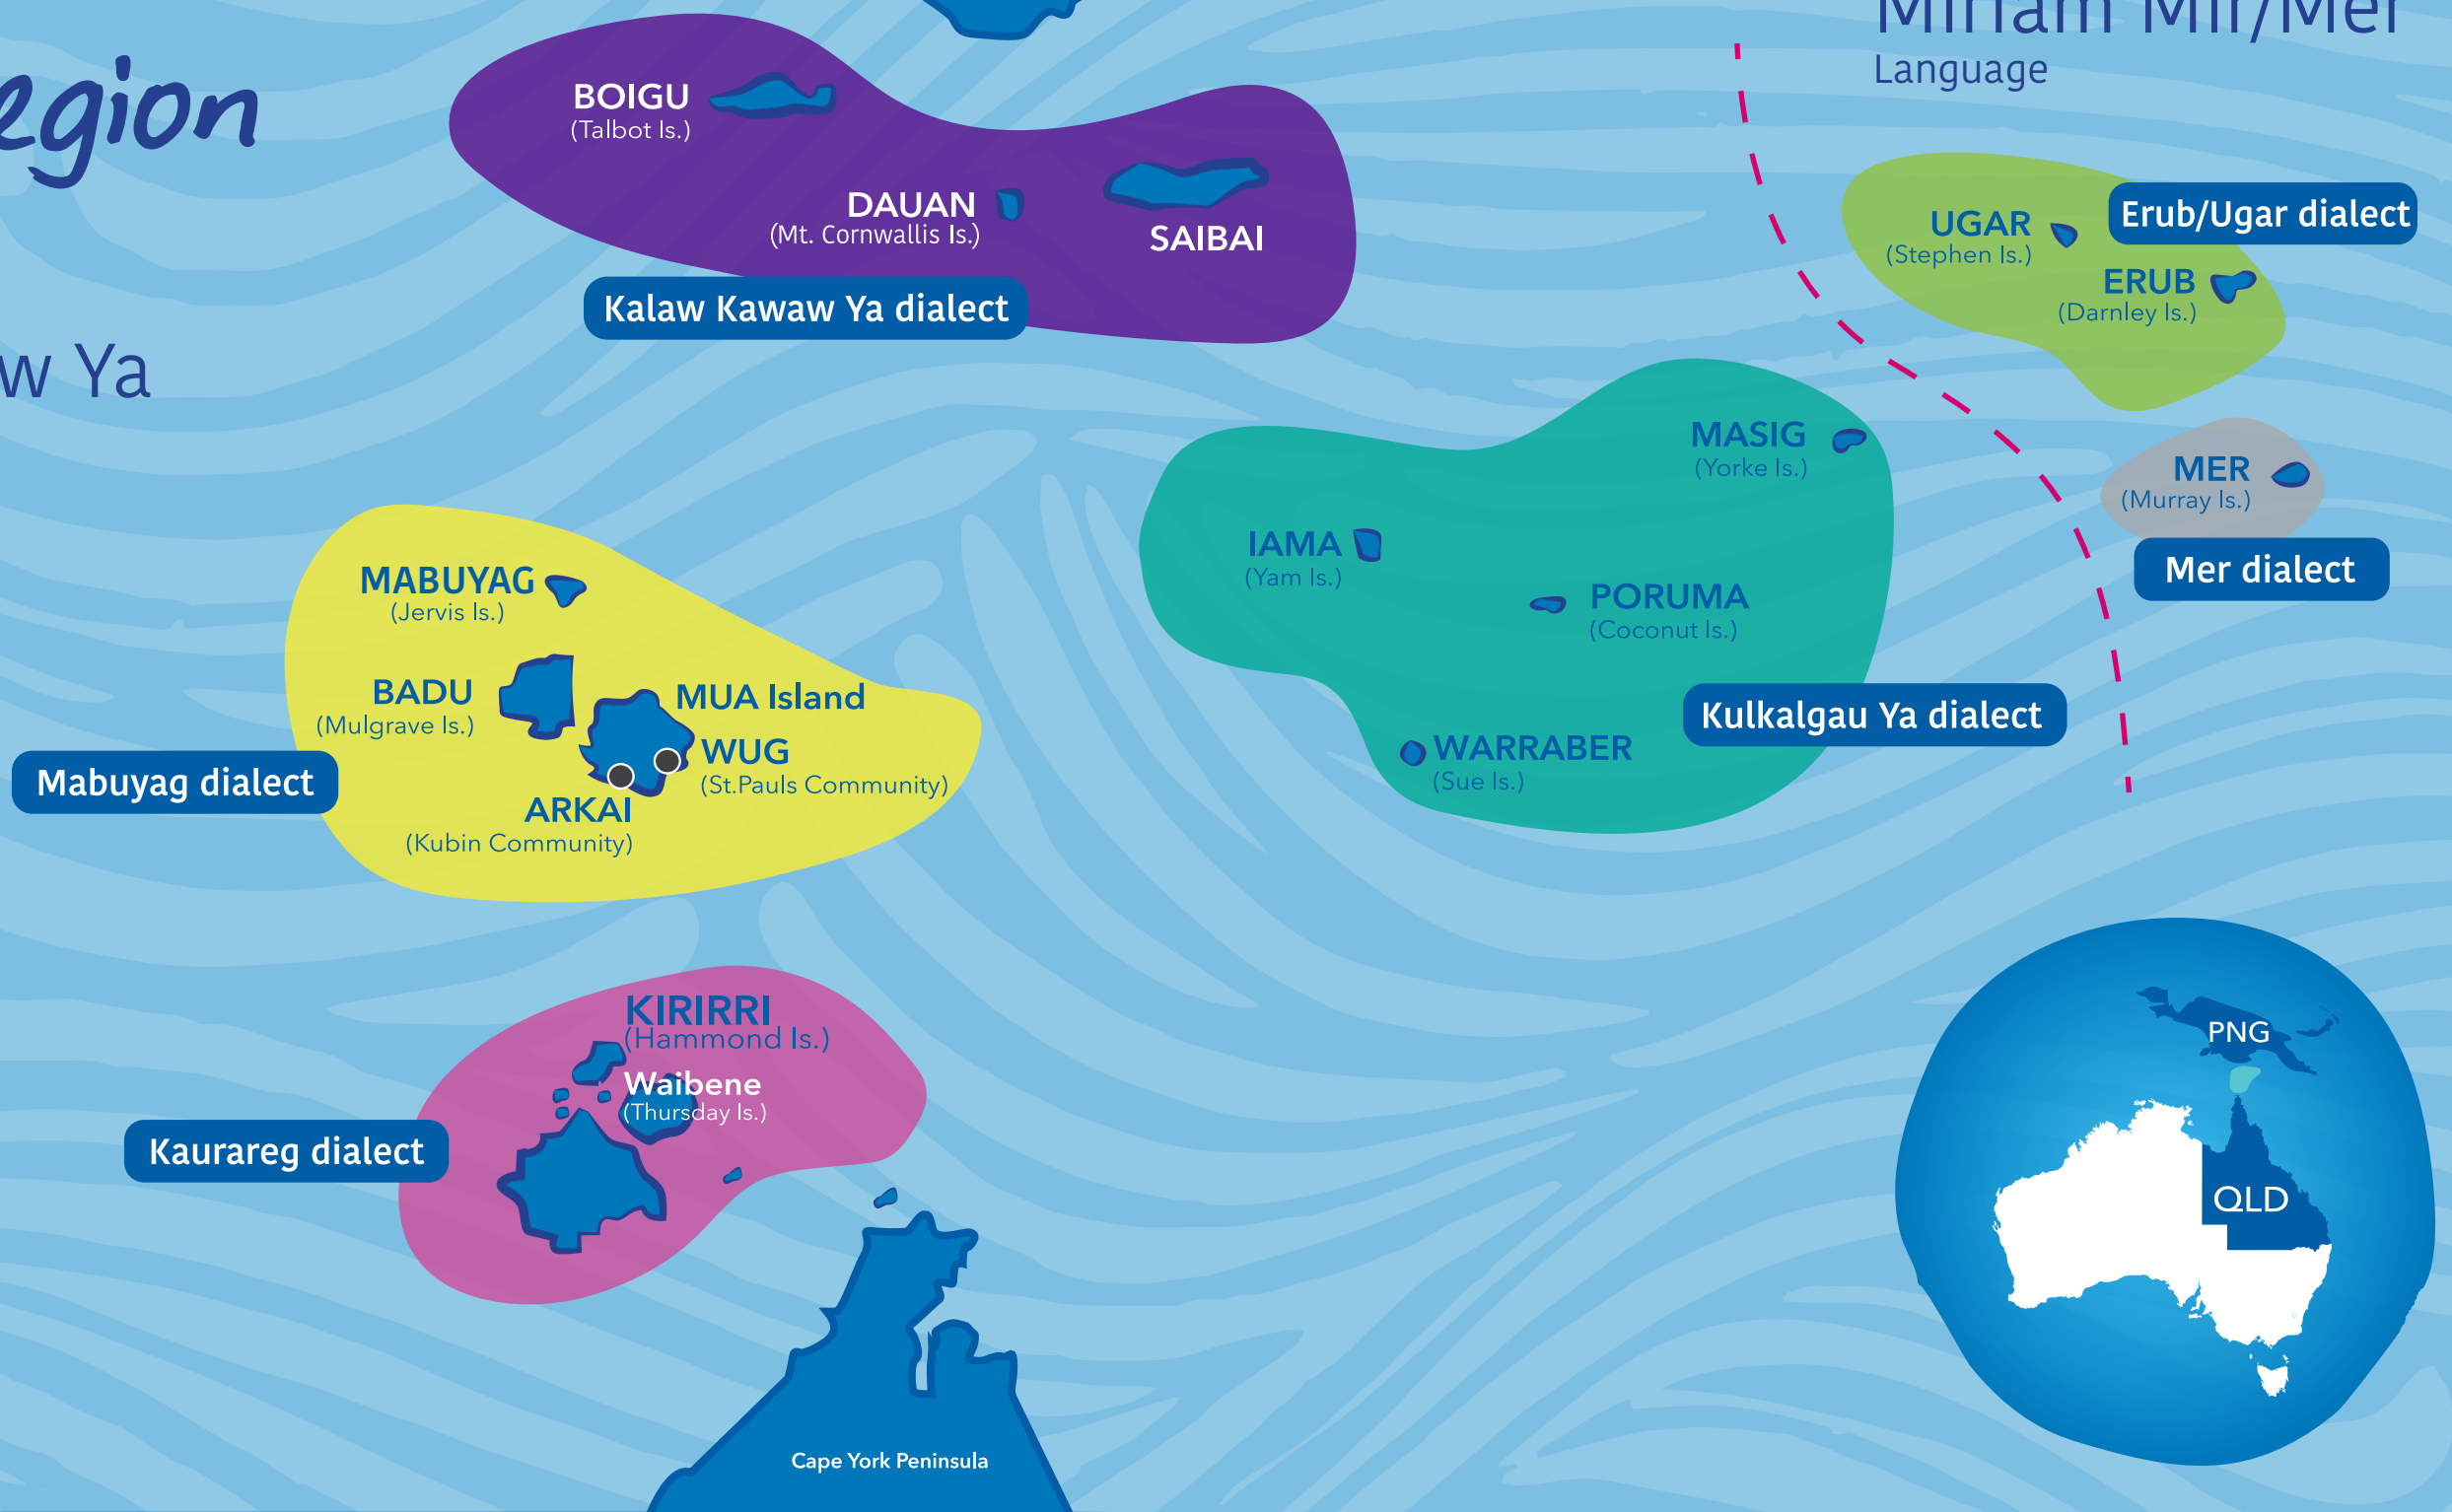 egion
w Ya
Miriam Mir/Mer
Language
BOIGU
(Talbot Is.)
DAUAN
(Mt. Cornwallis Is.)
SAIBAI
Kalaw Kawaw Ya dialect
UGAR
(Stephen Is.)
ERUB
(Darnley Is.)
Erub/Ugar dialect
MASIG
(Yorke Is.)
IAMA
(Yam Is.)
PORUMA
(Coconut Is.)
WARRABER
(Sue Is.)
Kulkalgau Ya dialect
MER
(Murray Is.)
Mer dialect
MABUYAG
(Jervis Is.)
BADU
(Mulgrave Is.)
MUA Island
WUG
(St.Pauls Community)
ARKAI
(Kubin Community)
Mabuyag dialect
KIRIRRI
(Hammond Is.)
Waibene
(Thursday Is.)
Kaurareg dialect
Cape York Peninsula
PNG
QLD